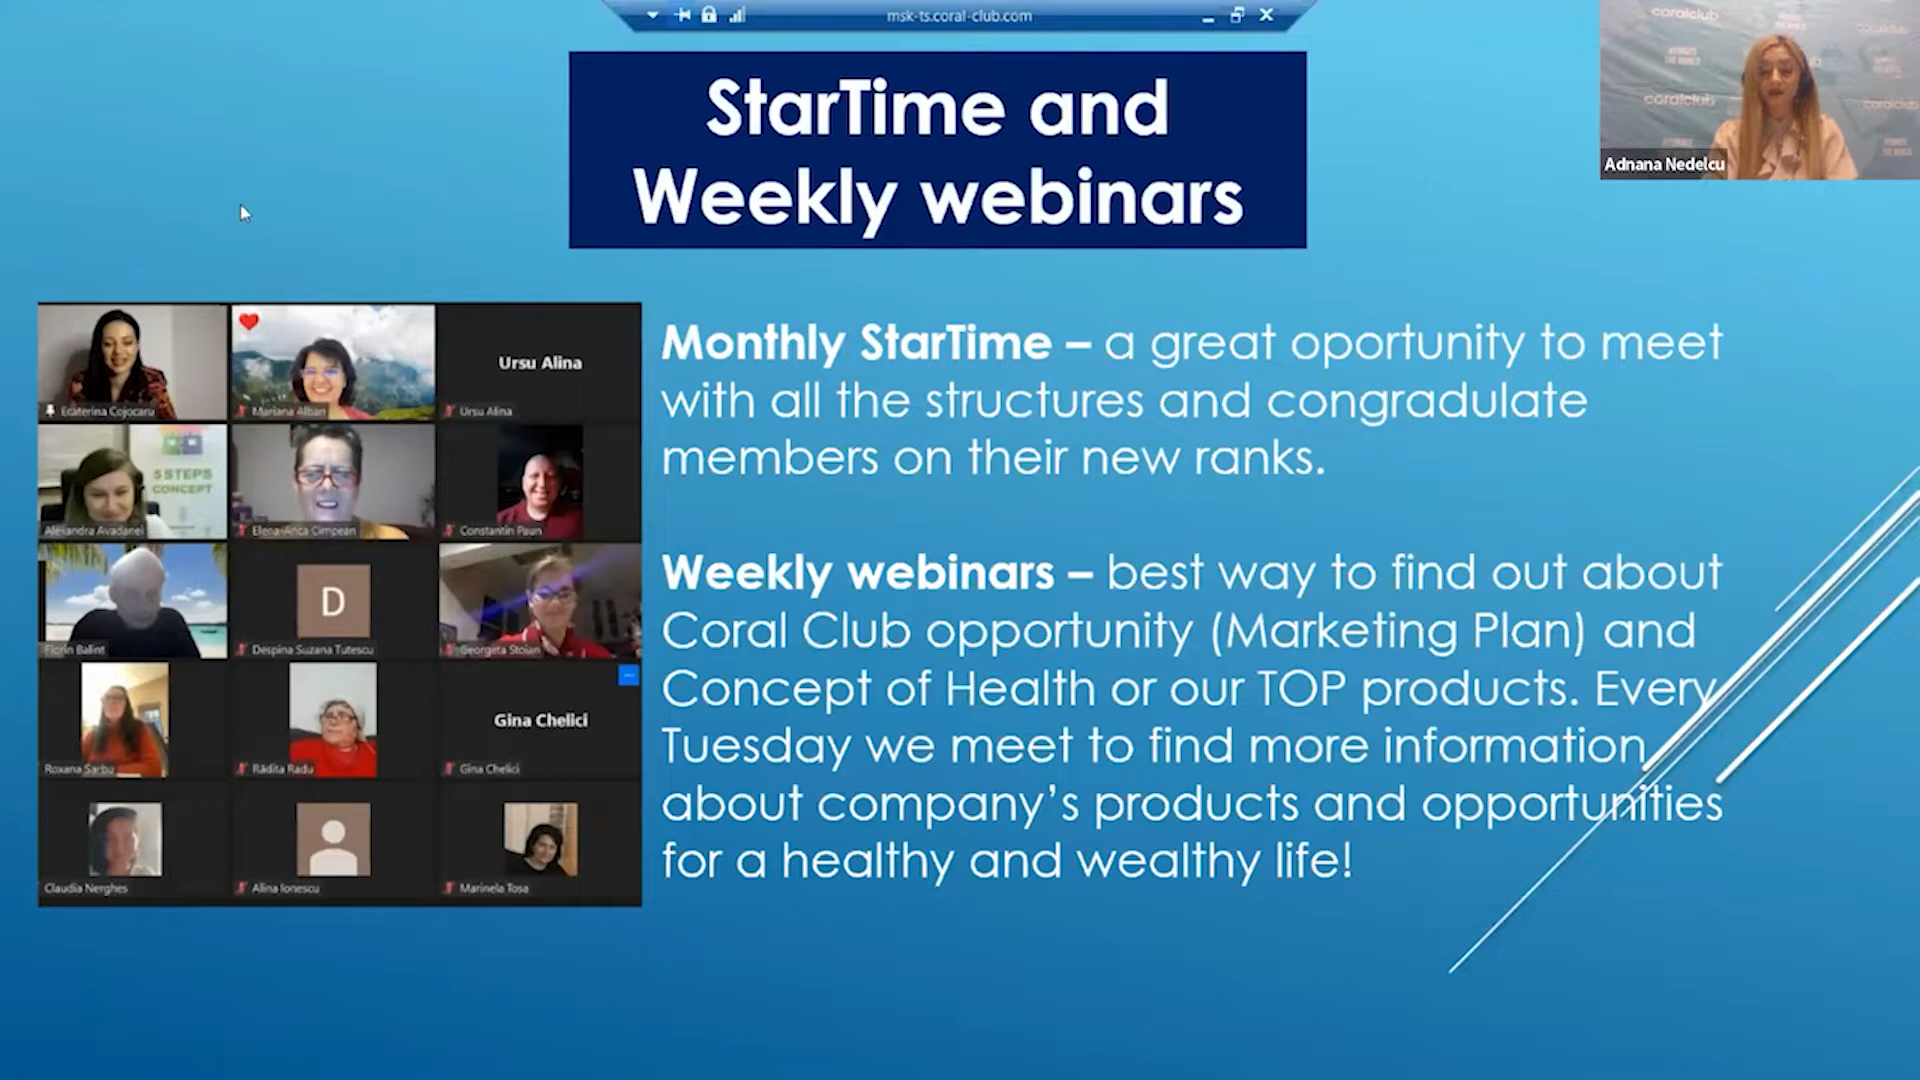 msk-ts.coral-club.com
StarTime and
Weekly webinars
coralclub
coralclub
coralclub
coralclub
Adnana Nedelcu
Monthly StarTime – a great oportunity to meet
with all the structures and congradulate
members on their new ranks.
Weekly webinars – best way to find out about
Coral Club opportunity (Marketing Plan) and
Concept of Health or our TOP products. Every
Tuesday we meet to find more information
about company’s products and opportunities
for a healthy and wealthy life!
Ecaterina Cojocaru
Mariana Alban
Ursu Alina
Ursu Alina
5 STEPS
CONCEPT
Alexandra Avadanei
Elena-Anca Cimpean
Constantin Paun
Florin Balint
D
Despina Suzana Tutescu
Georgeta Stoian
Roxana Sarbu
Rădița Radu
Gina Chelici
Gina Chelici
Claudia Nerghes
Alina Ionescu
Marinela Tosa